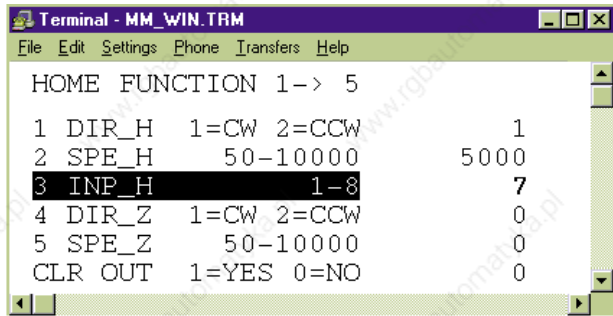 Terminal - MM_WIN.TRM
File Edit Settings Phone Transfers Help
HOME FUNCTION 1-> 5
1 DIR_H 1=CW 2=CCW 1
2 SPE_H 50-10000 5000
3 INP_H 1-8 7
4 DIR_Z 1=CW 2=CCW 0
5 SPE_Z 50-10000 0
CLR OUT 1=YES 0=NO 0